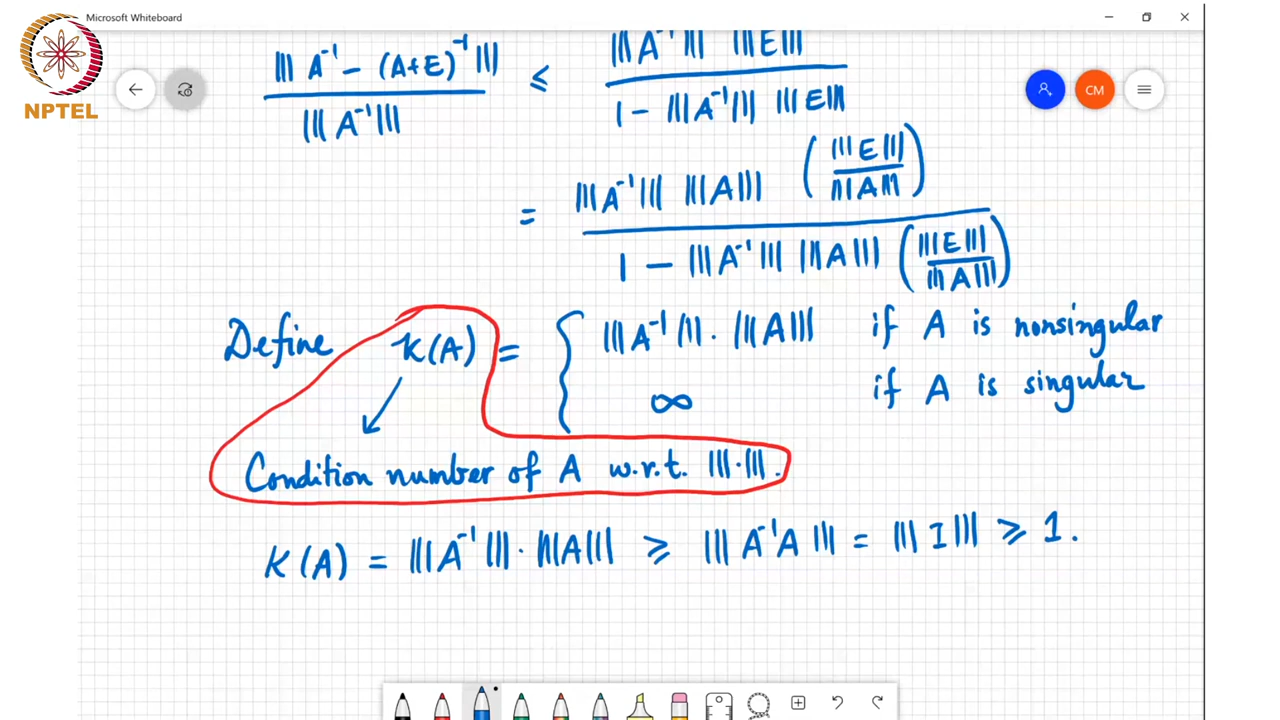 Microsoft Whiteboard
NPTEL
CM
||| A⁻¹ – (A+E)⁻¹ ||| / ||| A⁻¹ ||| ≤ ||| A⁻¹ ||| ||| E ||| / 1 – ||| A⁻¹ ||| ||| E |||
= ||| A⁻¹ ||| ||| A ||| ( ||| E ||| / ||| A ||| ) / 1 – ||| A⁻¹ ||| ||| A ||| ( ||| E ||| / ||| A ||| )
Define κ(A) = { ||| A⁻¹ ||| · ||| A ||| if A is nonsingular
∞ if A is singular
Condition number of A w.r.t. ||| · ||| .
κ(A) = ||| A⁻¹ ||| · ||| A ||| ≥ ||| A⁻¹A ||| = ||| I ||| ≥ 1.